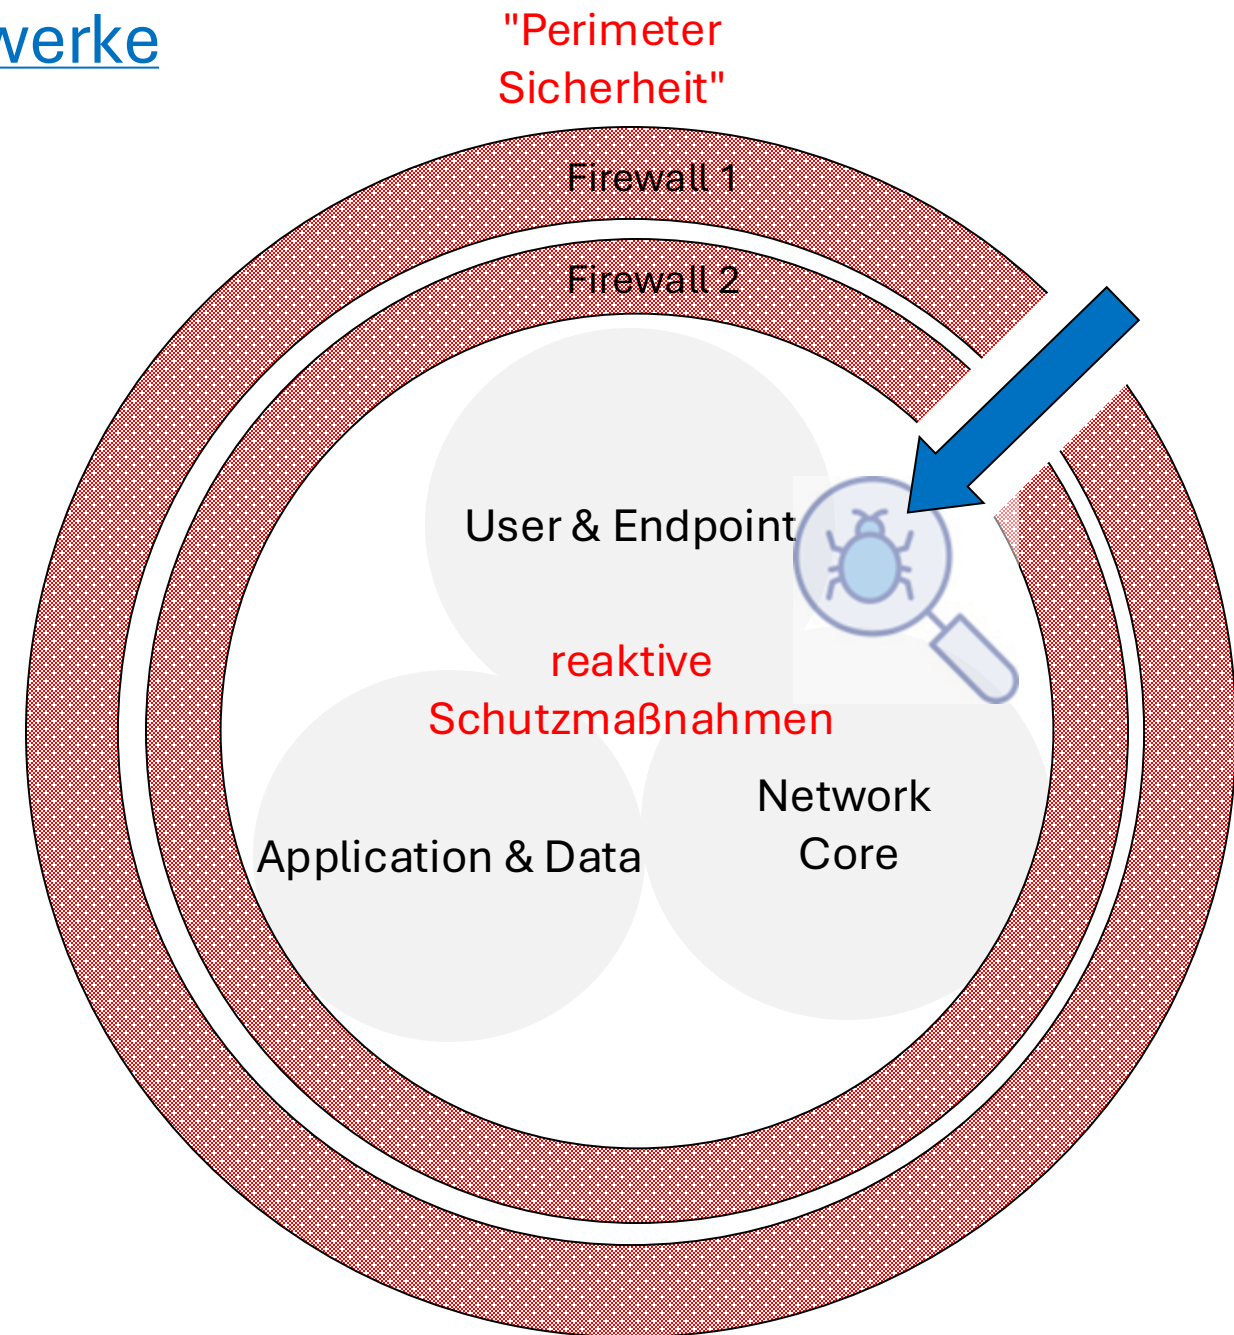 werke
"Perimeter
Sicherheit"
Firewall 1
Firewall 2
User & Endpoint
reaktive
Schutzmaßnahmen
Network
Core
Application & Data